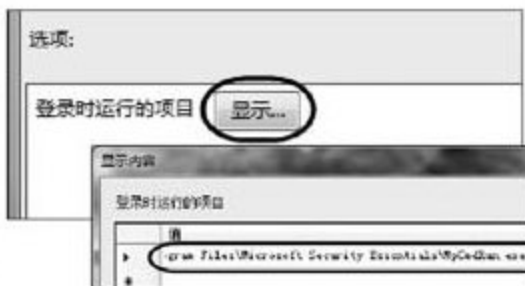 选项:
登录时运行的项目 显示...
显示内容
登录时运行的项目
值
gram Files\Microsoft Security Essentials\MpCmdRun.exe